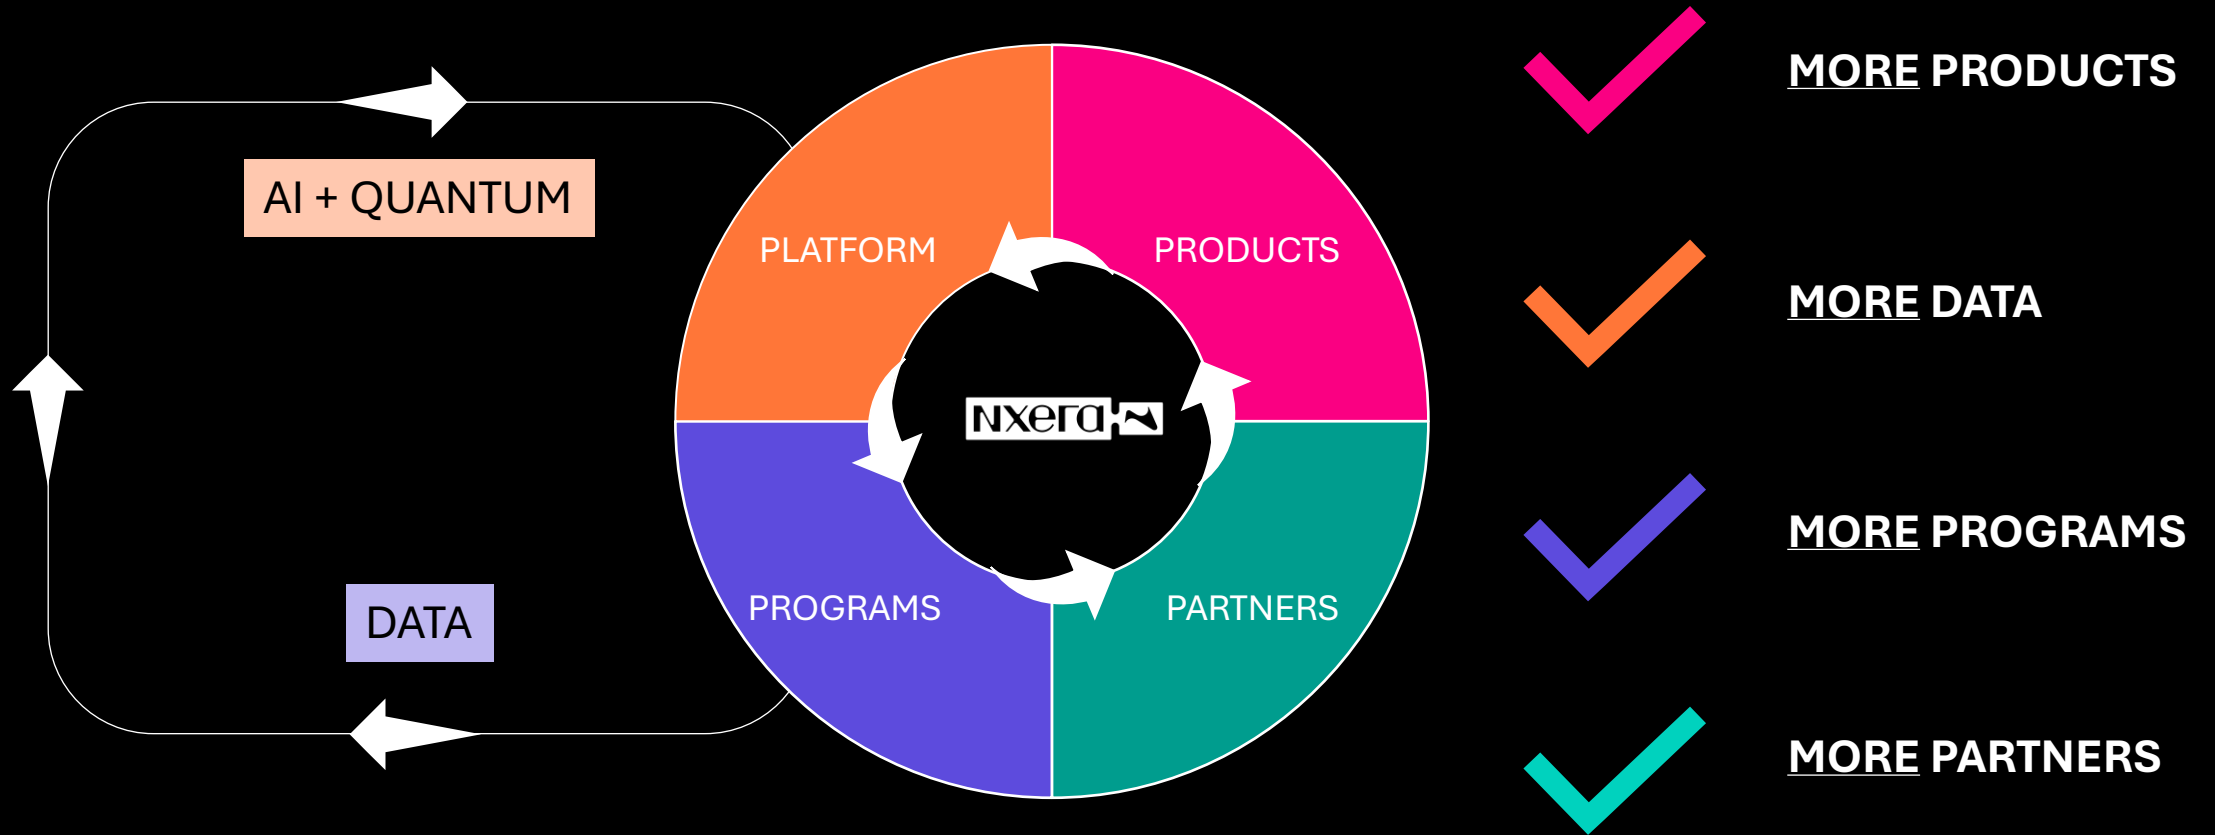 AI + QUANTUM
DATA
PLATFORM
PRODUCTS
PROGRAMS
PARTNERS
Nxera
MORE PRODUCTS
MORE DATA
MORE PROGRAMS
MORE PARTNERS